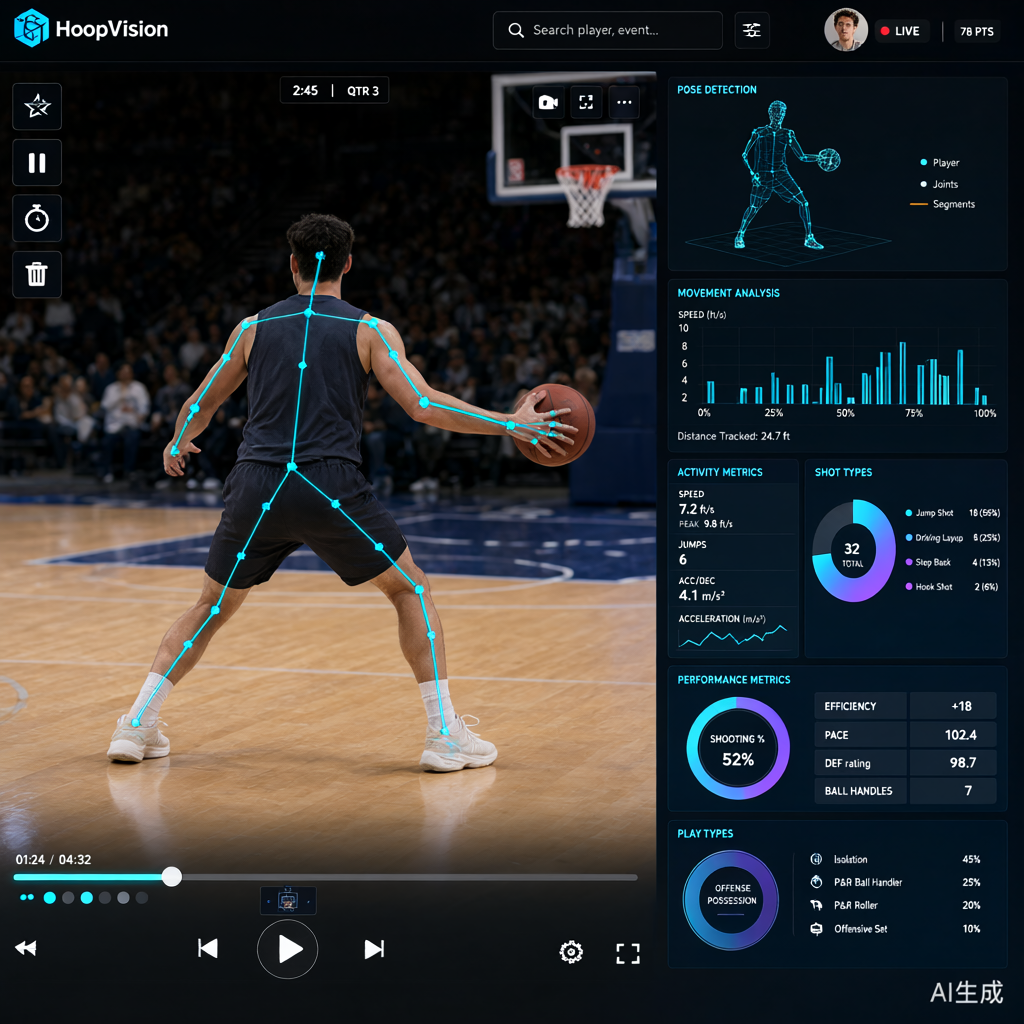 HoopVision
Search player, event...
LIVE
78 PTS
2:45 | QTR 3
POSE DETECTION
Player
Joints
Segments
MOVEMENT ANALYSIS
SPEED (ft/s)
10
8
6
4
2
0% 25% 50% 75% 100%
Distance Tracked: 24.7 ft
ACTIVITY METRICS
SPEED
7.2 ft/s
PEAK 9.8 ft/s
JUMPS
6
ACC/DEC
4.1 m/s²
ACCELERATION (m/s²)
SHOT TYPES
32
TOTAL
Jump Shot 18 (56%)
Driving Layup 8 (25%)
Step Back 4 (13%)
Hook Shot 2 (6%)
PERFORMANCE METRICS
SHOOTING %
52%
EFFICIENCY +18
PACE 102.4
DEF rating 98.7
BALL HANDLES 7
01:24 / 04:32
PLAY TYPES
OFFENSE
POSSESSION
Isolation 45%
P&R Ball Handler 25%
P&R Roller 20%
Offensive Set 10%
AI生成